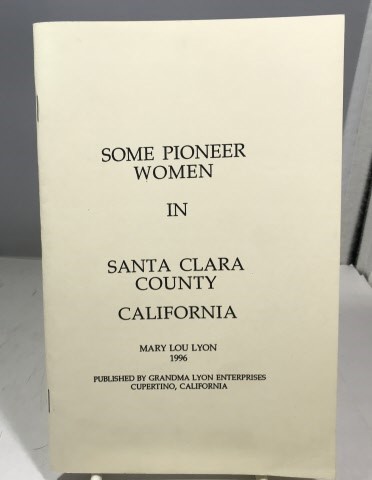 SOME PIONEER
WOMEN
IN
SANTA CLARA
COUNTY
CALIFORNIA
MARY LOU LYON
1996
PUBLISHED BY GRANDMA LYON ENTERPRISES
CUPERTINO, CALIFORNIA